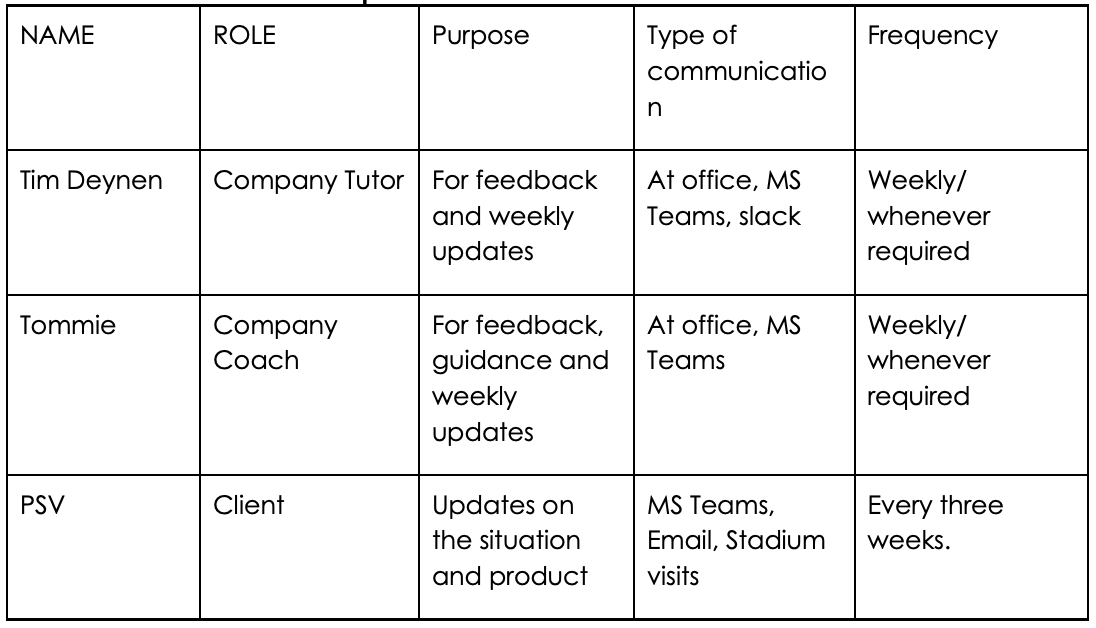 NAME
ROLE
Purpose
Type of
communicatio
n
Frequency
Tim Deynen
Company Tutor
For feedback
and weekly
updates
At office, MS
Teams, slack
Weekly/
whenever
required
Tommie
Company
Coach
For feedback,
guidance and
weekly
updates
At office, MS
Teams
Weekly/
whenever
required
PSV
Client
Updates on
the situation
and product
MS Teams,
Email, Stadium
visits
Every three
weeks.